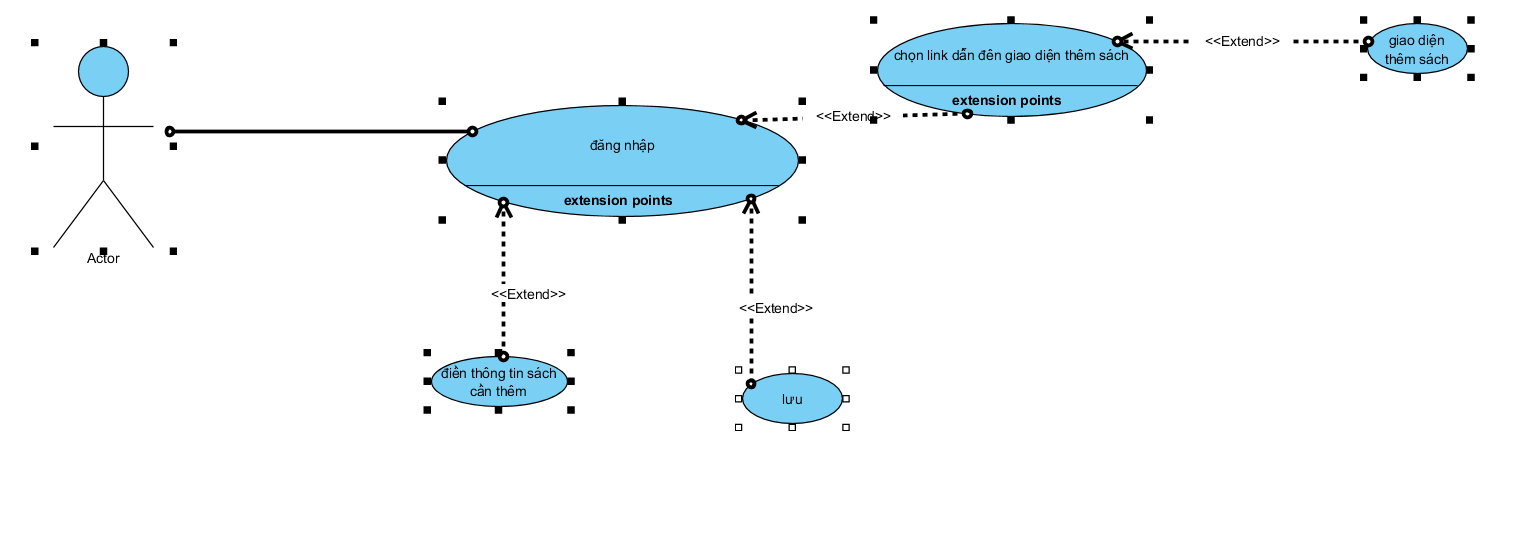 Actor
đăng nhập
extension points
<<Extend>>
chọn link dẫn đên giao diện thêm sách
extension points
<<Extend>>
giao diện
thêm sách
<<Extend>>
điền thông tin sách
cần thêm
<<Extend>>
lưu